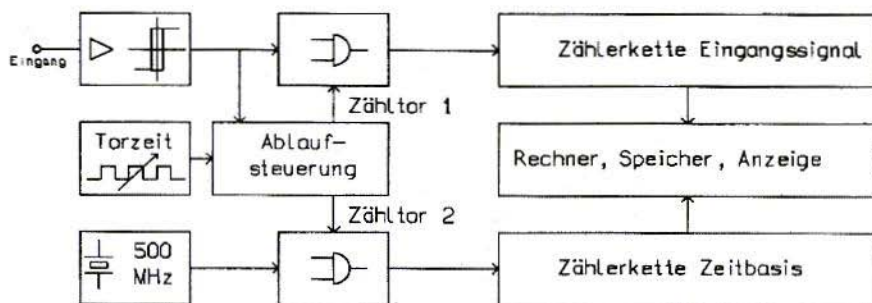 Eingang
Zählerkette Eingangssignal
Zähltor 1
Torzeit
Ablauf-
steuerung
Rechner, Speicher, Anzeige
Zähltor 2
500
MHz
Zählerkette Zeitbasis